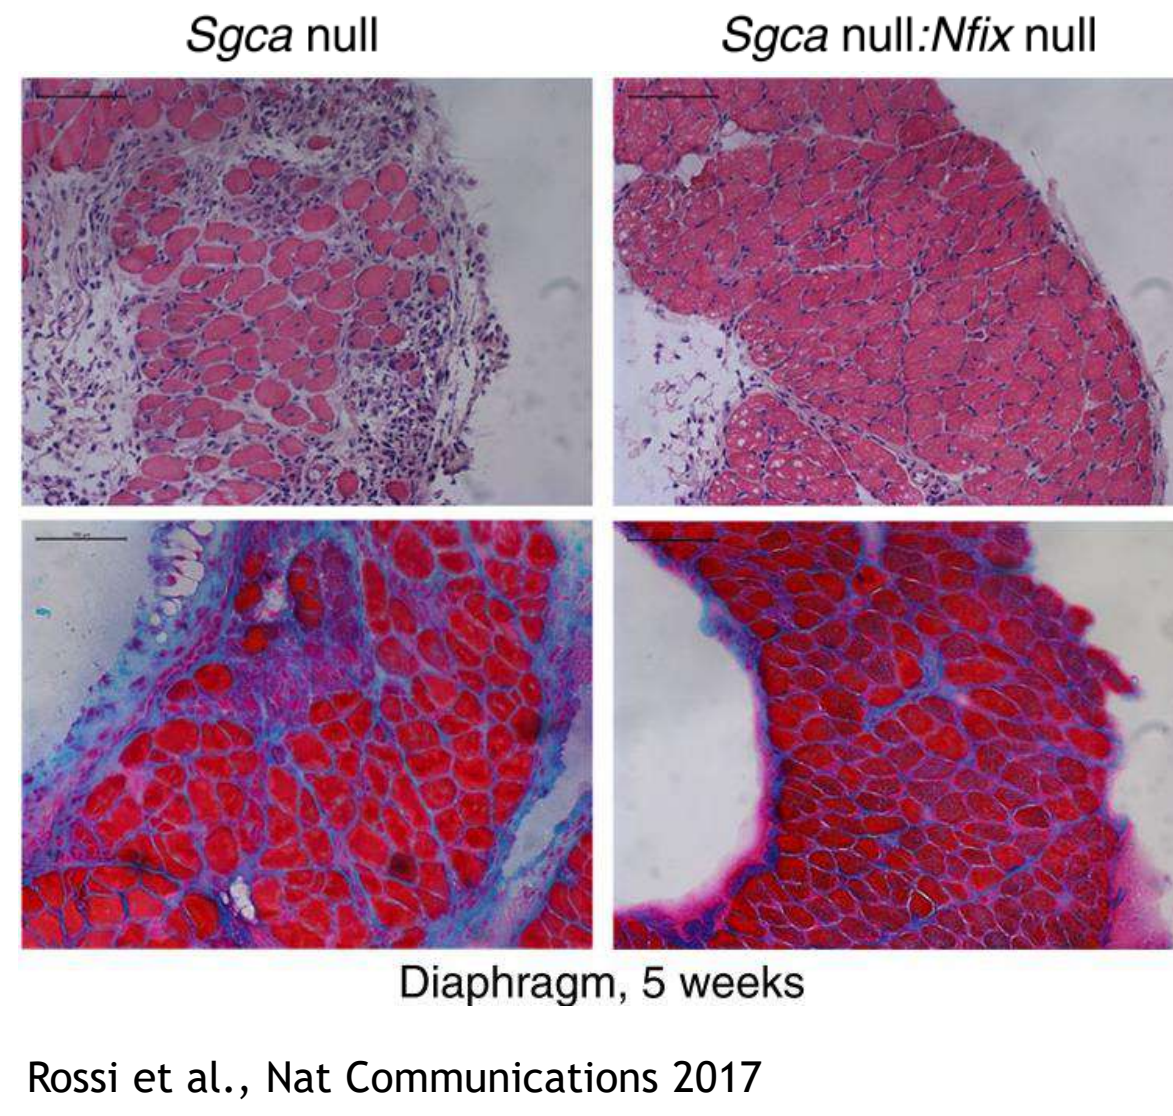 Sgca null
Sgca null:Nfix null
Diaphragm, 5 weeks
Rossi et al., Nat Communications 2017